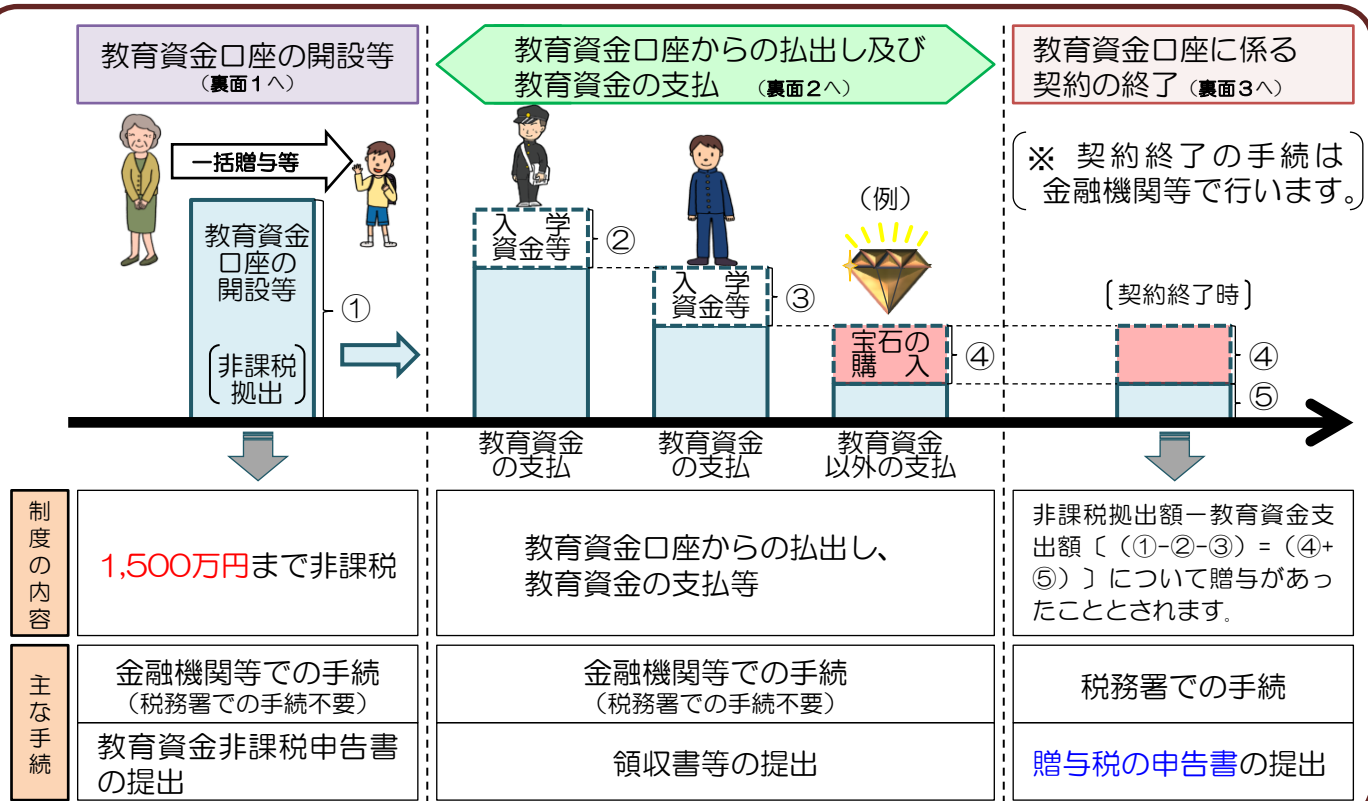 教育資金口座の開設等
（裏面１へ）
教育資金口座からの払出し及び
教育資金の支払 （裏面２へ）
教育資金口座に係る
契約の終了（裏面３へ）
一括贈与等
※ 契約終了の手続は
金融機関等で行います。
教育資金
口座の
開設等
非課税
拠出
①
入 学
資金等
②
入 学
資金等
③
（例）
宝石の
購 入
④
〔契約終了時〕
④
⑤
教育資金
の支払
教育資金
の支払
教育資金
以外の支払
制度の内容
1,500万円まで非課税
教育資金口座からの払出し、
教育資金の支払等
非課税拠出額－教育資金支
出額〔（①-②-③）=（④+
⑤）〕について贈与があっ
たこととされます。
主な手続
金融機関等での手続
（税務署での手続不要）
金融機関等での手続
（税務署での手続不要）
税務署での手続
教育資金非課税申告書
の提出
領収書等の提出
贈与税の申告書の提出